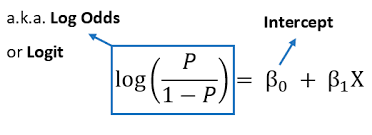 a.k.a. Log Odds
or Logit
Intercept
log(P / 1 − P) = β₀ + β₁X